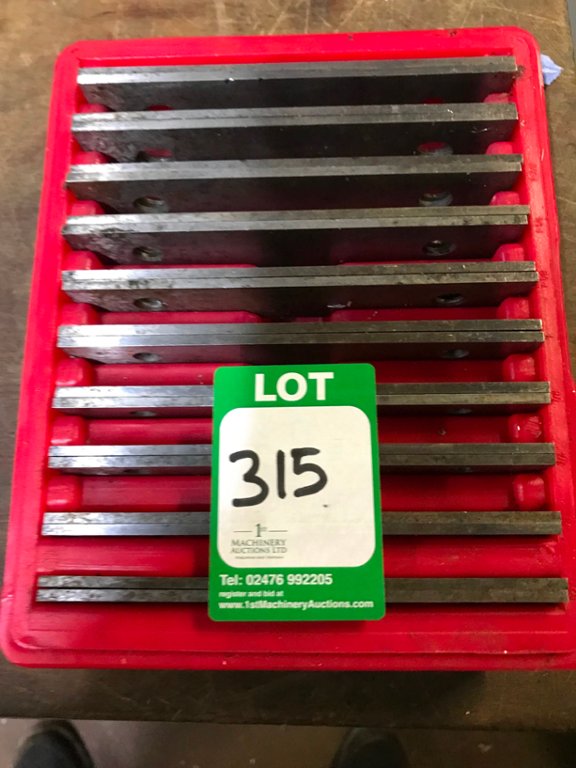 LOT
315
1st
MACHINERY
AUCTIONS LTD
Tel: 02476 992205
register and bid at
www.1stMachineryAuctions.com